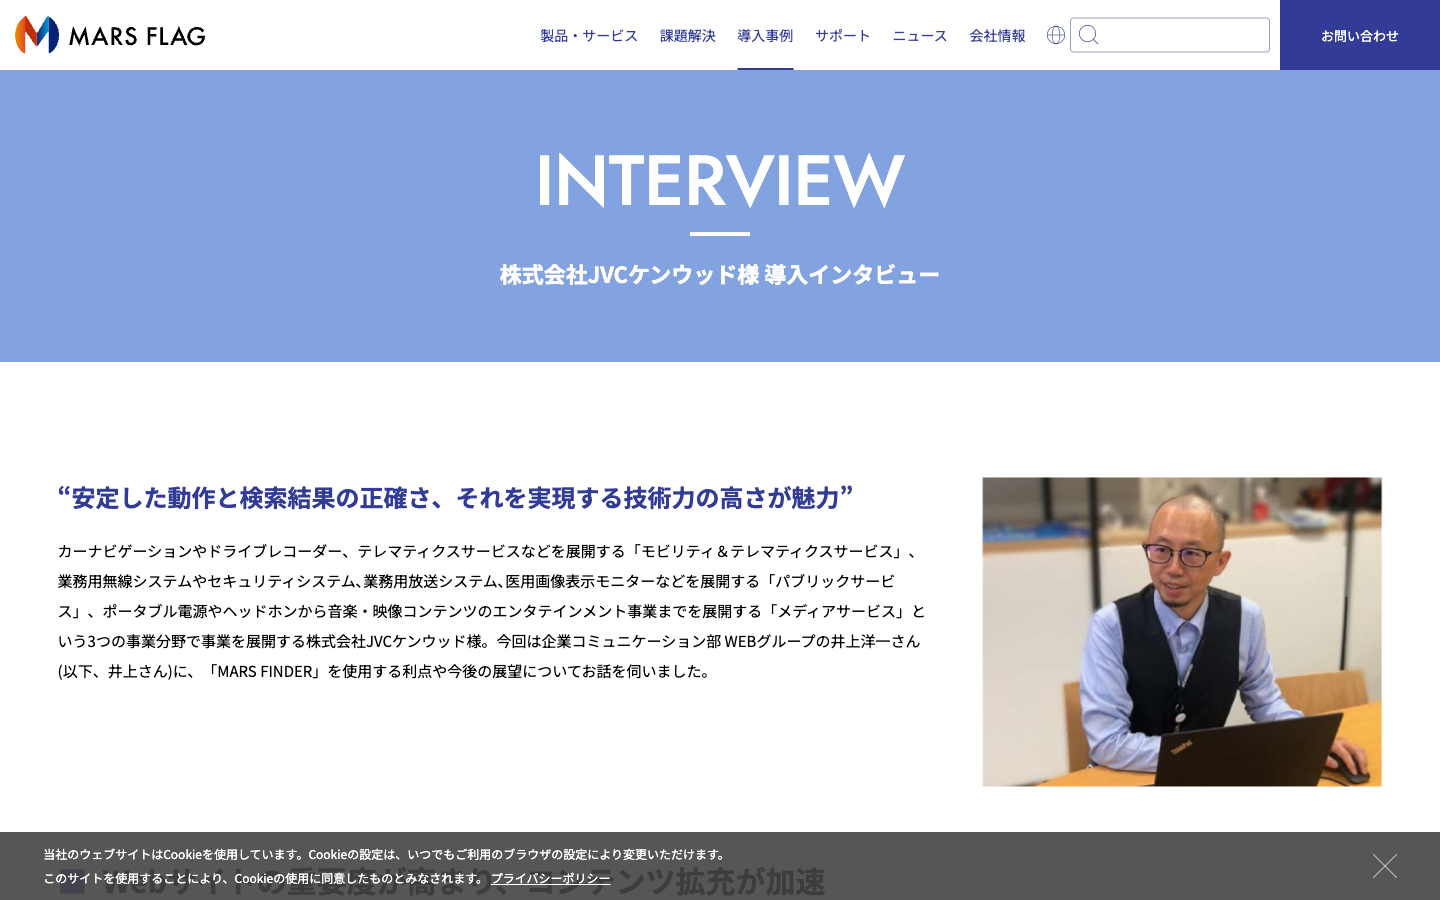 MARS FLAG
製品・サービス 課題解決 導入事例 サポート ニュース 会社情報 お問い合わせ
INTERVIEW
株式会社JVCケンウッド様 導入インタビュー
“安定した動作と検索結果の正確さ、それを実現する技術力の高さが魅力”
カーナビゲーションやドライブレコーダー、テレマティクスサービスなどを展開する「モビリティ＆テレマティクスサービス」、
業務用無線システムやセキュリティシステム、業務用放送システム、医用画像表示モニターなどを展開する「パブリックサービ
ス」、ポータブル電源やヘッドホンから音楽・映像コンテンツのエンタテインメント事業までを展開する「メディアサービス」と
いう3つの事業分野で事業を展開する株式会社JVCケンウッド様。今回は企業コミュニケーション部 WEBグループの井上洋一さん
(以下、井上さん)に、「MARS FINDER」を使用する利点や今後の展望についてお話を伺いました。
ThinkPad
当社のウェブサイトはCookieを使用しています。Cookieの設定は、いつでもご利用のブラウザの設定により変更いただけます。
このサイトを使用することにより、Cookieの使用に同意したものとみなされます。 プライバシーポリシー
Webサイトの重要度が高まり、コンテンツ拡充が加速